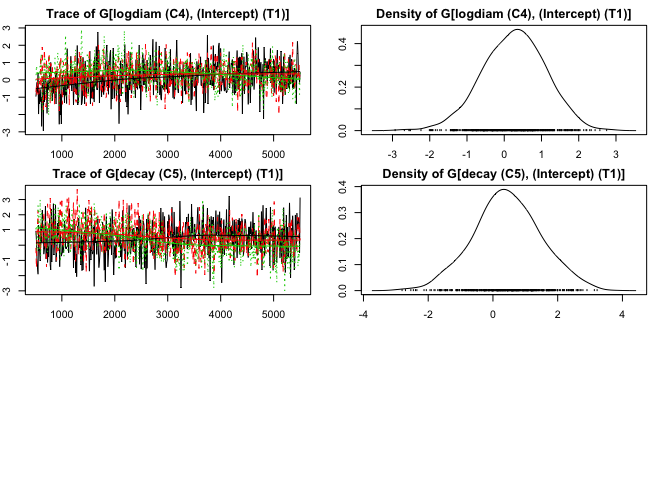 Trace of G[logdiam (C4), (Intercept) (T1)]
Density of G[logdiam (C4), (Intercept) (T1)]
3
2
1
0
-1
-3
1000 2000 3000 4000 5000
0.4
0.2
0.0
-3 -2 -1 0 1 2 3
Trace of G[decay (C5), (Intercept) (T1)]
Density of G[decay (C5), (Intercept) (T1)]
3
2
1
-1
-3
1000 2000 3000 4000 5000
0.4
0.3
0.2
0.1
0.0
-4 -2 0 2 4